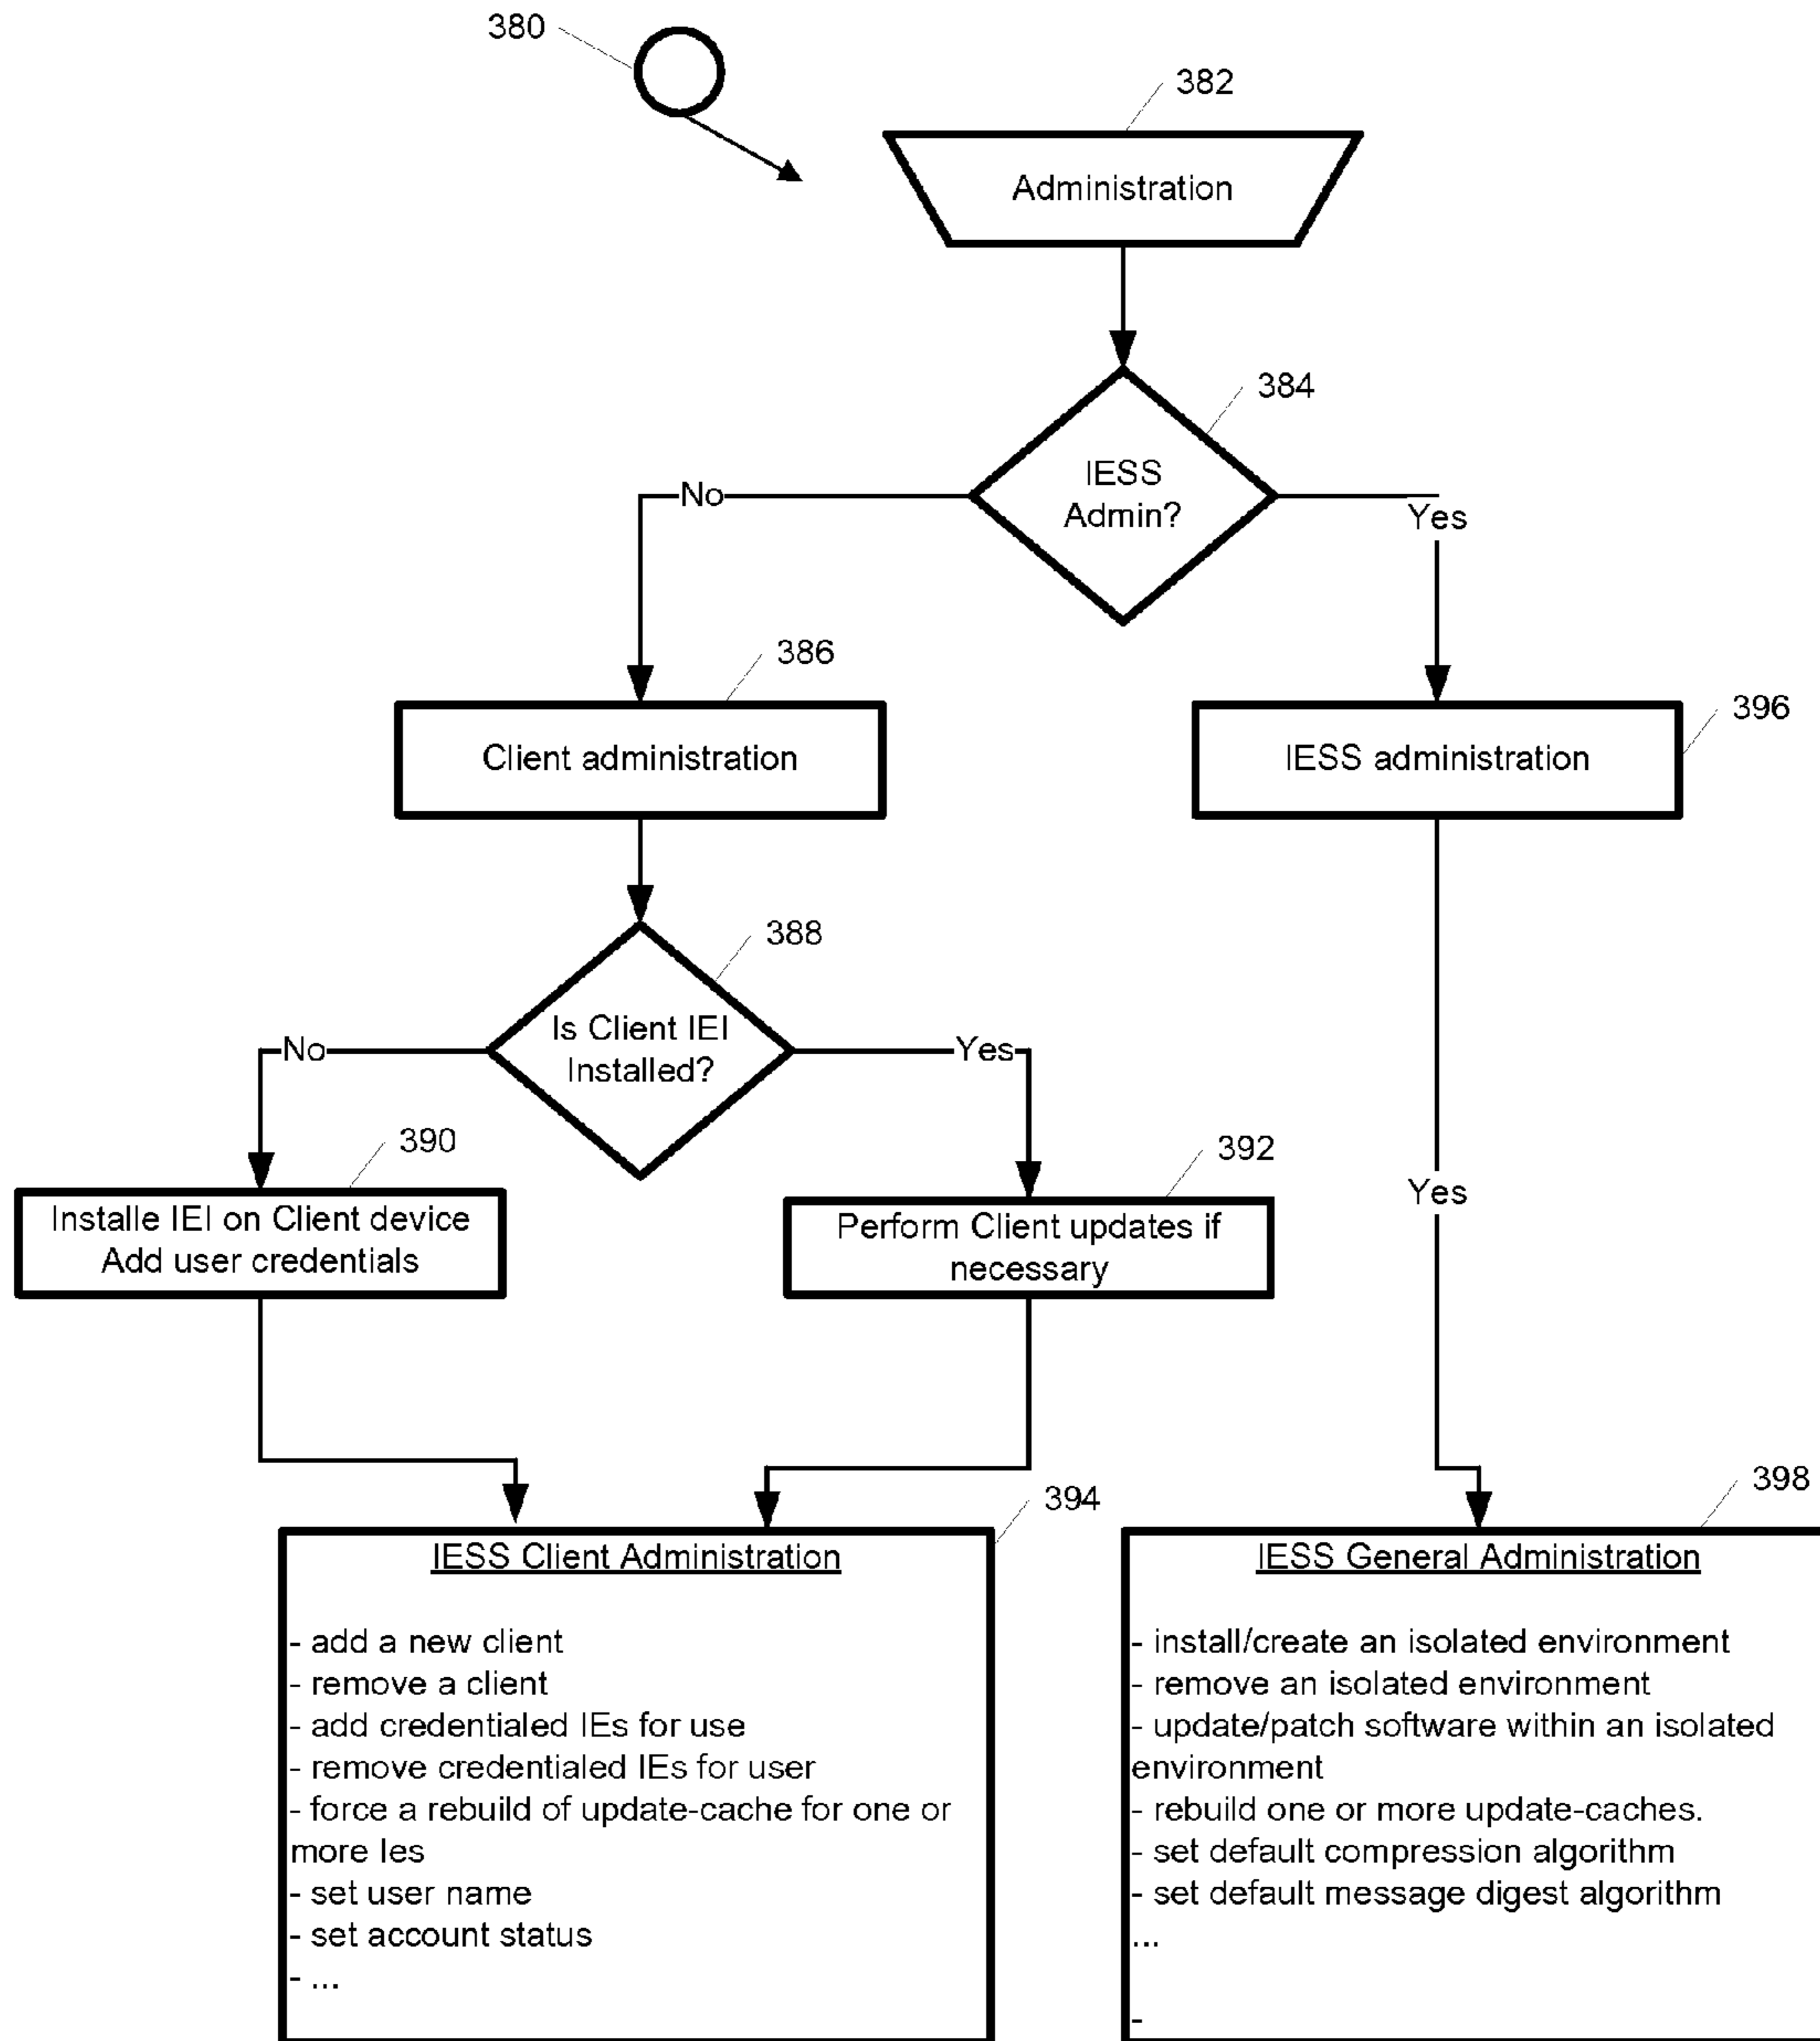 380
382
Administration
384
IESS
Admin?
No
Yes
386
396
Client administration
IESS administration
388
Is Client IEI
Installed?
No
Yes
390
392
Yes
Installe IEI on Client device
Add user credentials
Perform Client updates if
necessary
394
398
IESS Client Administration
- add a new client
- remove a client
- add credentialed IEs for use
- remove credentialed IEs for user
- force a rebuild of update-cache for one or
more Ies
- set user name
- set account status
- ...
IESS General Administration
- install/create an isolated environment
- remove an isolated environment
- update/patch software within an isolated
environment
- rebuild one or more update-caches.
- set default compression algorithm
- set default message digest algorithm
...
-